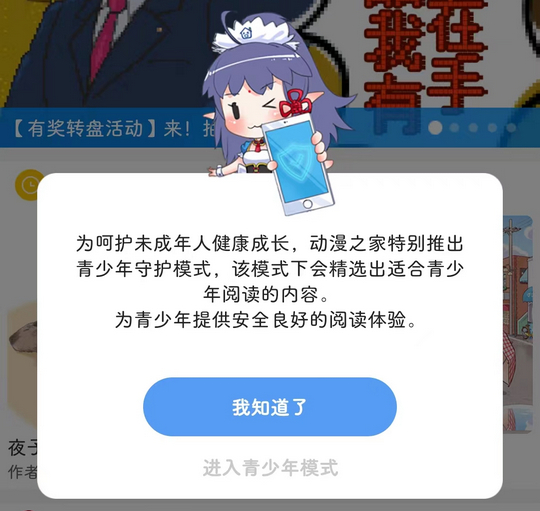 在手
我有
【有奖转盘活动】来！
为呵护未成年人健康成长，动漫之家特别推出
青少年守护模式，该模式下会精选出适合青少
年阅读的内容。
为青少年提供安全良好的阅读体验。
我知道了
进入青少年模式
夜子
作者